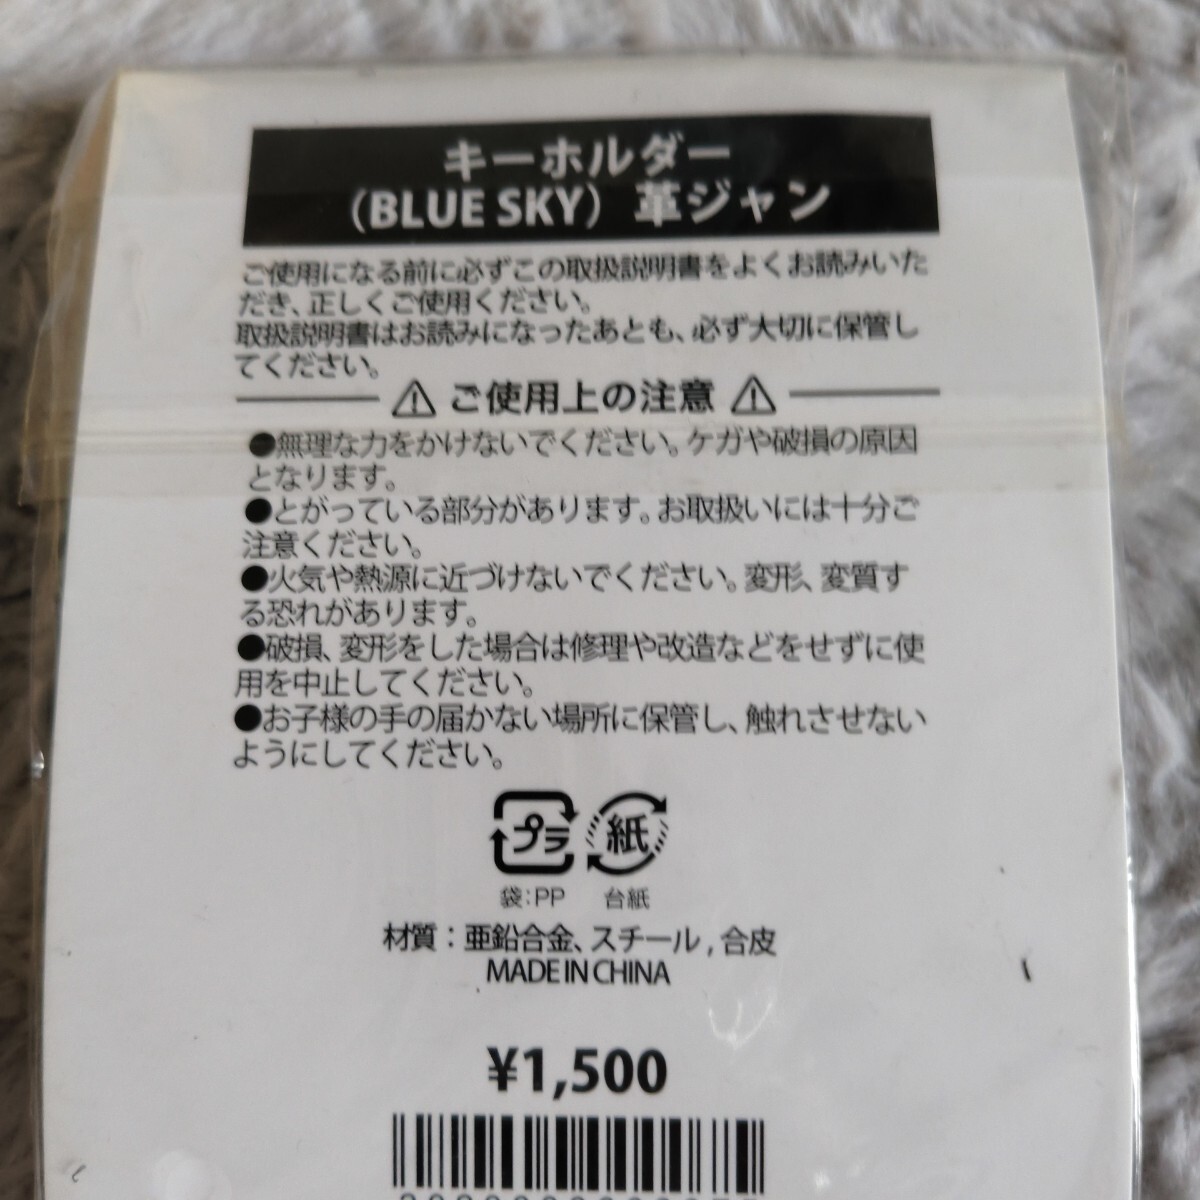 キーホルダー
（BLUE SKY）革ジャン
ご使用になる前に必ずこの取扱説明書をよくお読みいた
だき、正しくご使用ください。
取扱説明書はお読みになったあとも、必ず大切に保管し
てください。
⚠ ご使用上の注意 ⚠
●無理な力をかけないでください。ケガや破損の原因
となります。
●とがっている部分があります。お取扱いには十分ご
注意ください。
●火気や熱源に近づけないでください。変形、変質す
る恐れがあります。
●破損、変形をした場合は修理や改造などをせずに使
用を中止してください。
●お子様の手の届かない場所に保管し、触れさせない
ようにしてください。
プラ 紙
袋：PP 台紙
材質：亜鉛合金、スチール，合皮
MADE IN CHINA
¥1,500